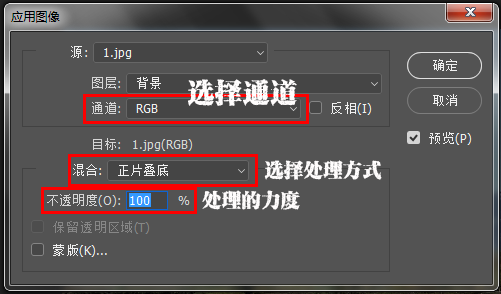 应用图像
源: 1.jpg
确定
图层: 背景
选择通道
通道: RGB
反相(I)
取消
预览(P)
目标: 1.jpg(RGB)
混合: 正片叠底
选择处理方式
不透明度(O): 100 %
处理的力度
保留透明区域(T)
蒙版(K)...